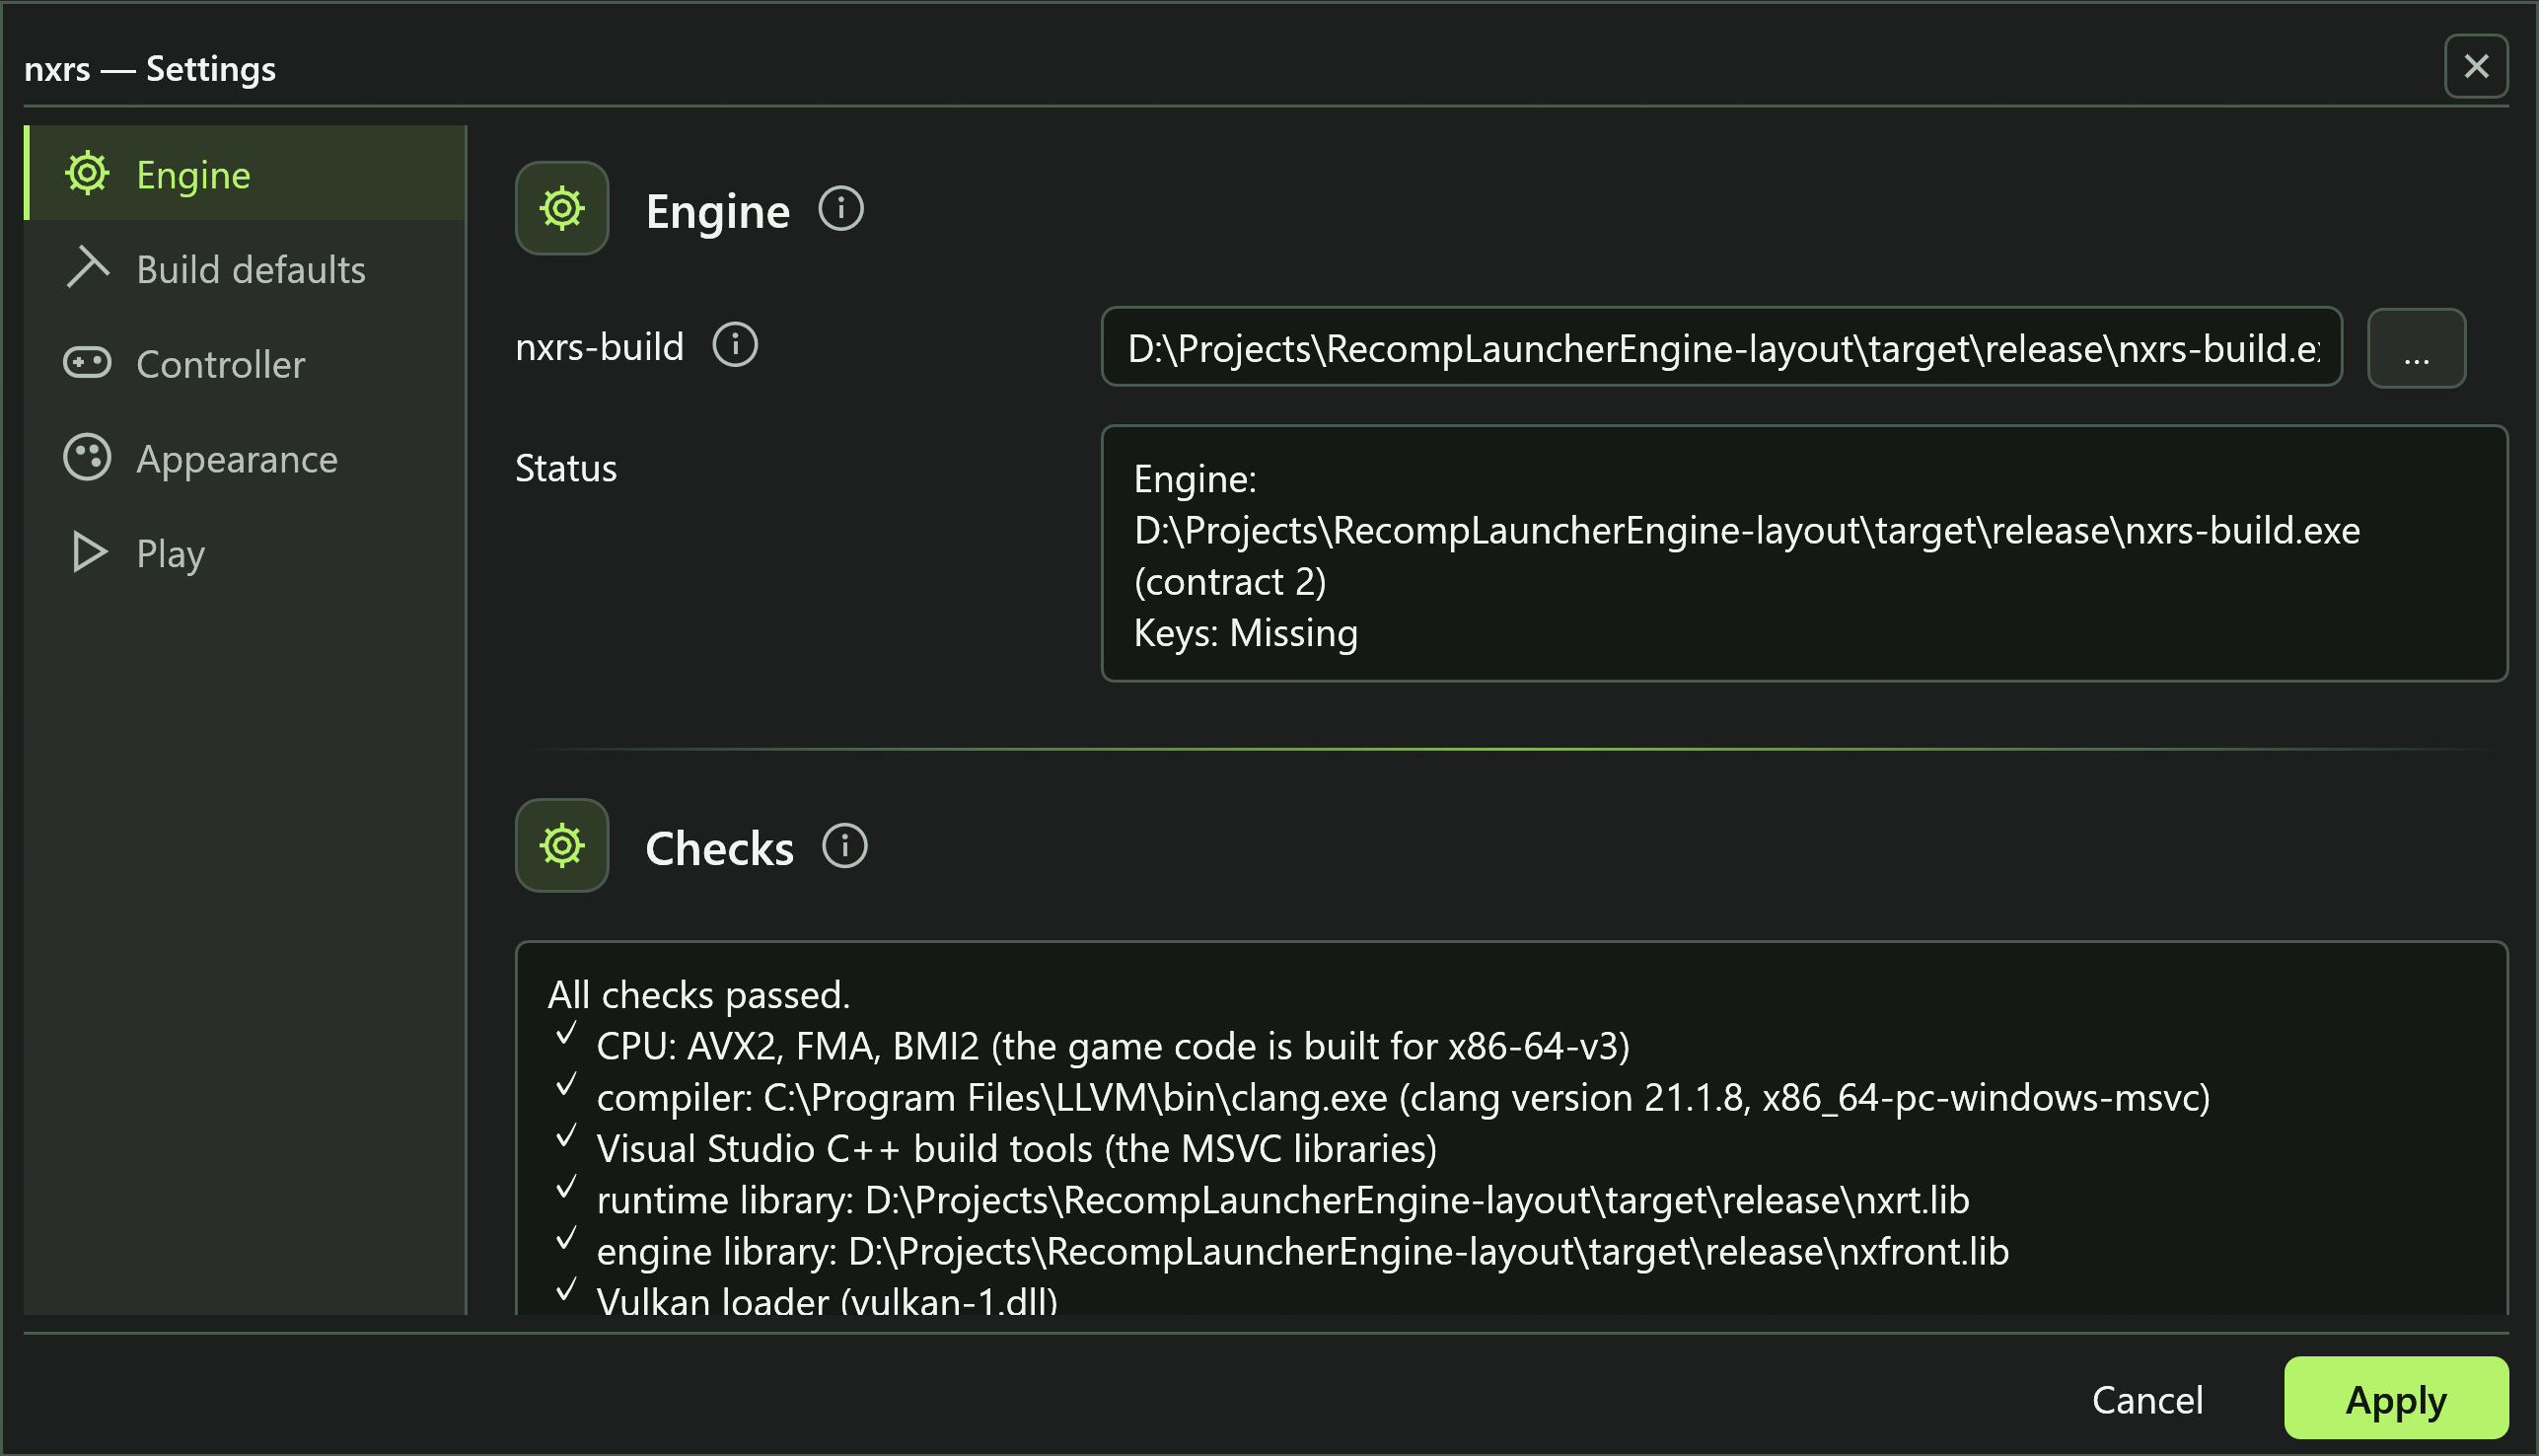 nxrs — Settings
Engine
Build defaults
Controller
Appearance
Play
Engine
nxrs-build
D:\Projects\RecompLauncherEngine-layout\target\release\nxrs-build.e
...
Status
Engine:
D:\Projects\RecompLauncherEngine-layout\target\release\nxrs-build.exe
(contract 2)
Keys: Missing
Checks
All checks passed.
✓ CPU: AVX2, FMA, BMI2 (the game code is built for x86-64-v3)
✓ compiler: C:\Program Files\LLVM\bin\clang.exe (clang version 21.1.8, x86_64-pc-windows-msvc)
✓ Visual Studio C++ build tools (the MSVC libraries)
✓ runtime library: D:\Projects\RecompLauncherEngine-layout\target\release\nxrt.lib
✓ engine library: D:\Projects\RecompLauncherEngine-layout\target\release\nxfront.lib
✓ Vulkan loader (vulkan-1.dll)
Cancel
Apply